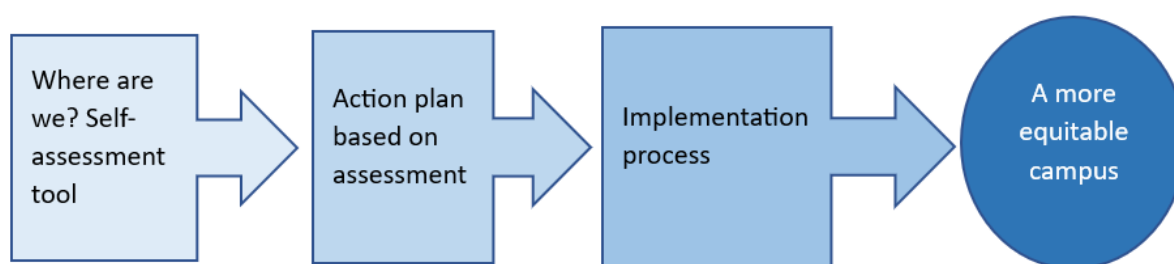 Where are
we? Self-
assessment
tool
Action plan
based on
assessment
Implementation
process
A more
equitable
campus